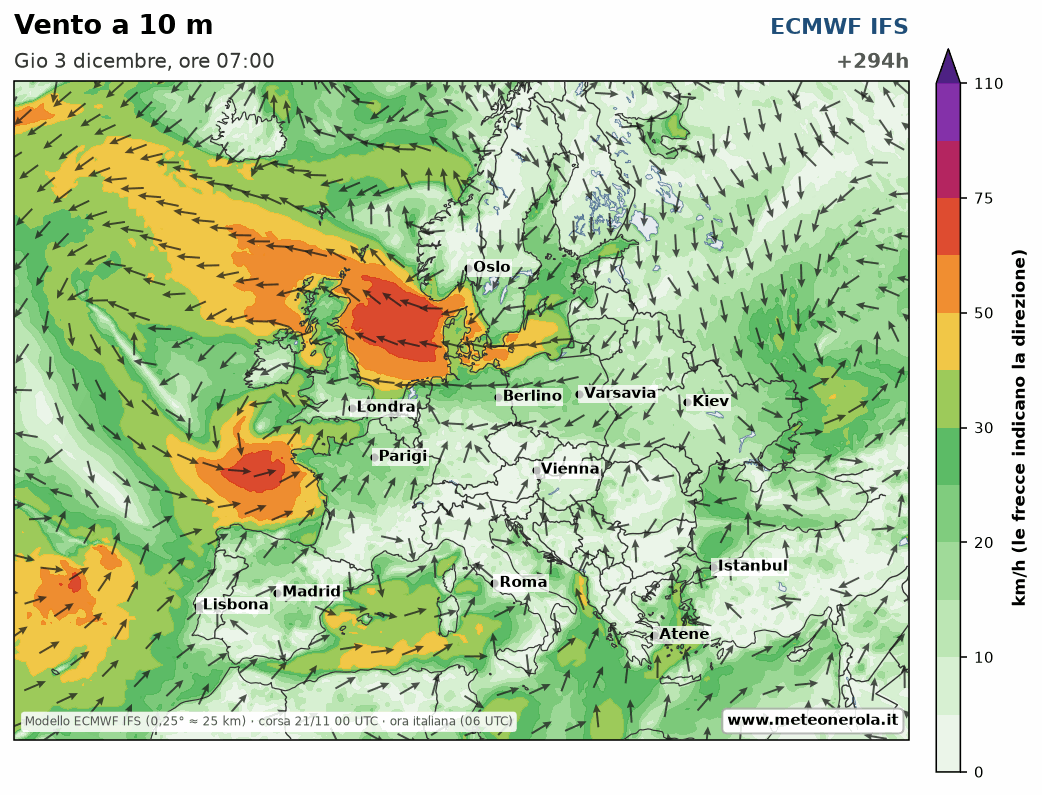 Vento a 10 m
ECMWF IFS
Gio 3 dicembre, ore 07:00
+294h
Oslo
Londra
Berlino
Varsavia
Kiev
Parigi
Vienna
Istanbul
Roma
Madrid
Lisbona
Atene
Modello ECMWF IFS (0,25° ≈ 25 km) · corsa 21/11 00 UTC · ora italiana (06 UTC)
www.meteonerola.it
110
75
50
30
20
10
0
km/h (le frecce indicano la direzione)